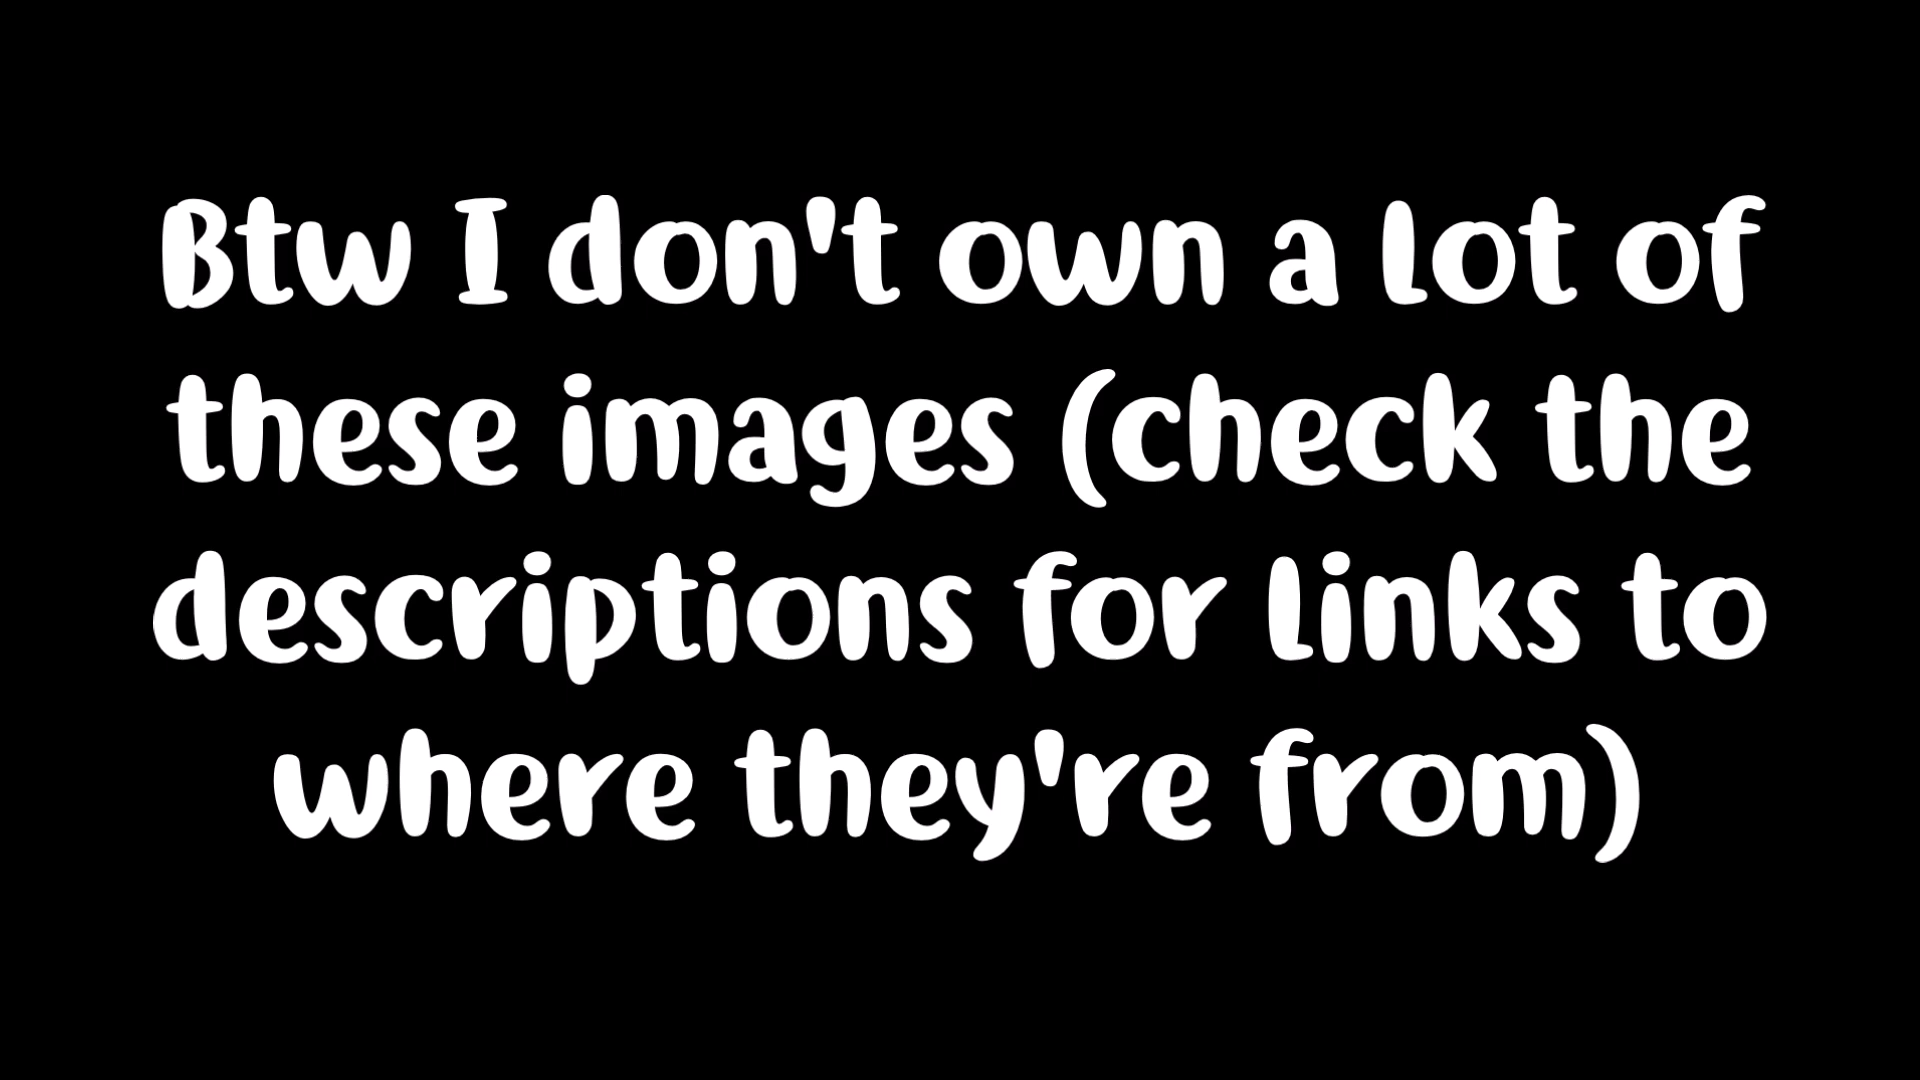 Btw I don't own a lot of
these images (check the
descriptions for links to
where they're from)